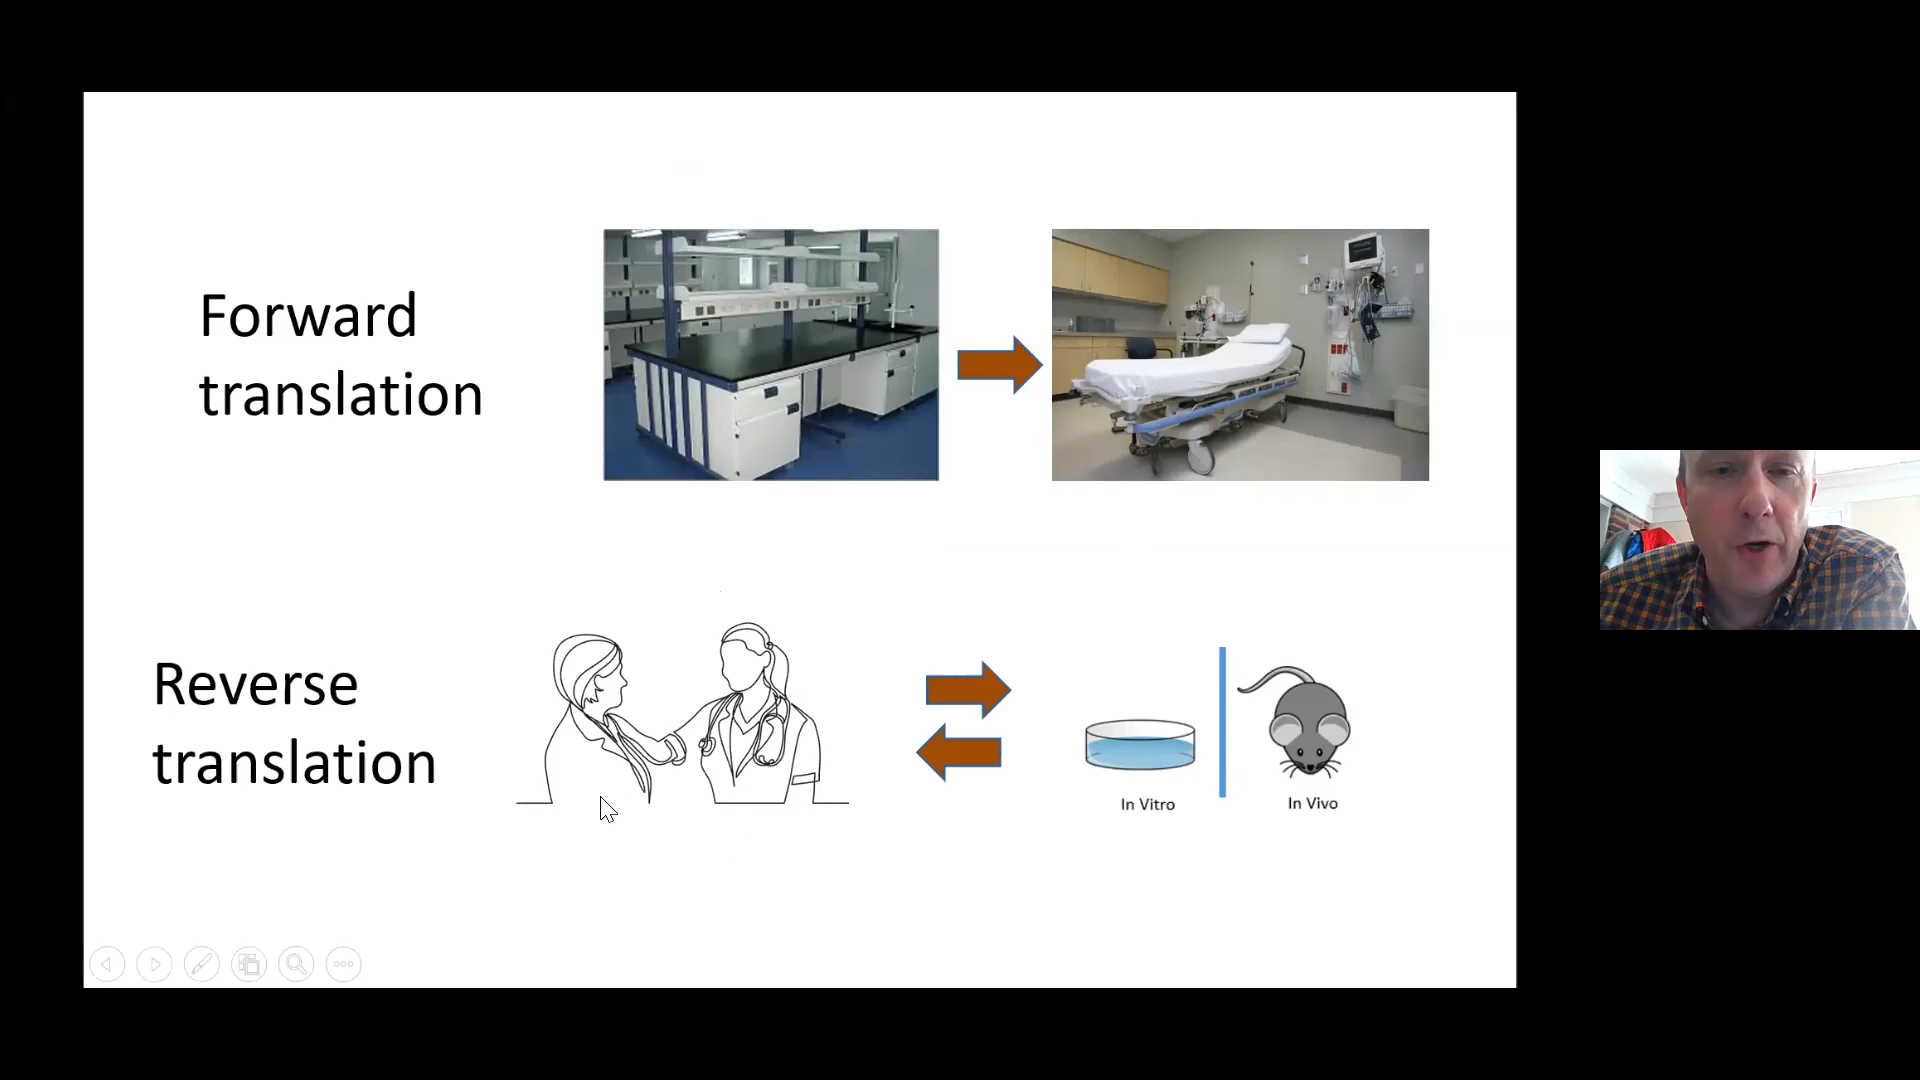 Forward
translation
Reverse
translation
In Vitro
In Vivo